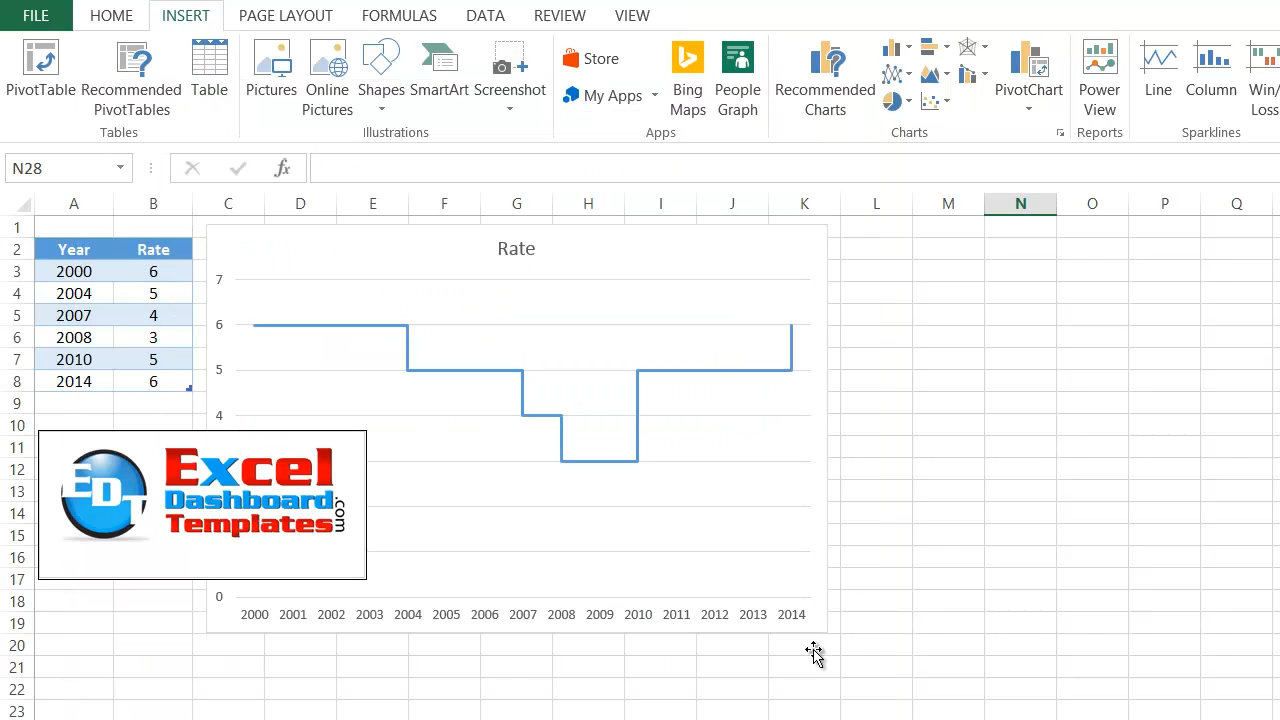 FILE HOME INSERT PAGE LAYOUT FORMULAS DATA REVIEW VIEW
PivotTable
Recommended
PivotTables
Table
Tables
Pictures
Online
Pictures
Shapes
SmartArt
Screenshot
Illustrations
Store
My Apps
Bing
Maps
People
Graph
Apps
Recommended
Charts
PivotChart
Charts
Power
View
Reports
Line
Column
Win/
Loss
Sparklines
N28
fx
A B C D E F G H I J K L M N O P Q
1
2 Year Rate
3 2000 6
4 2004 5
5 2007 4
6 2008 3
7 2010 5
8 2014 6
9
10
11
12
13
14
15
16
17
18
19
20
21
22
23
Rate
7
6
5
4
0
2000 2001 2002 2003 2004 2005 2006 2007 2008 2009 2010 2011 2012 2013 2014
EDT
Excel
Dashboard
Templates
.com